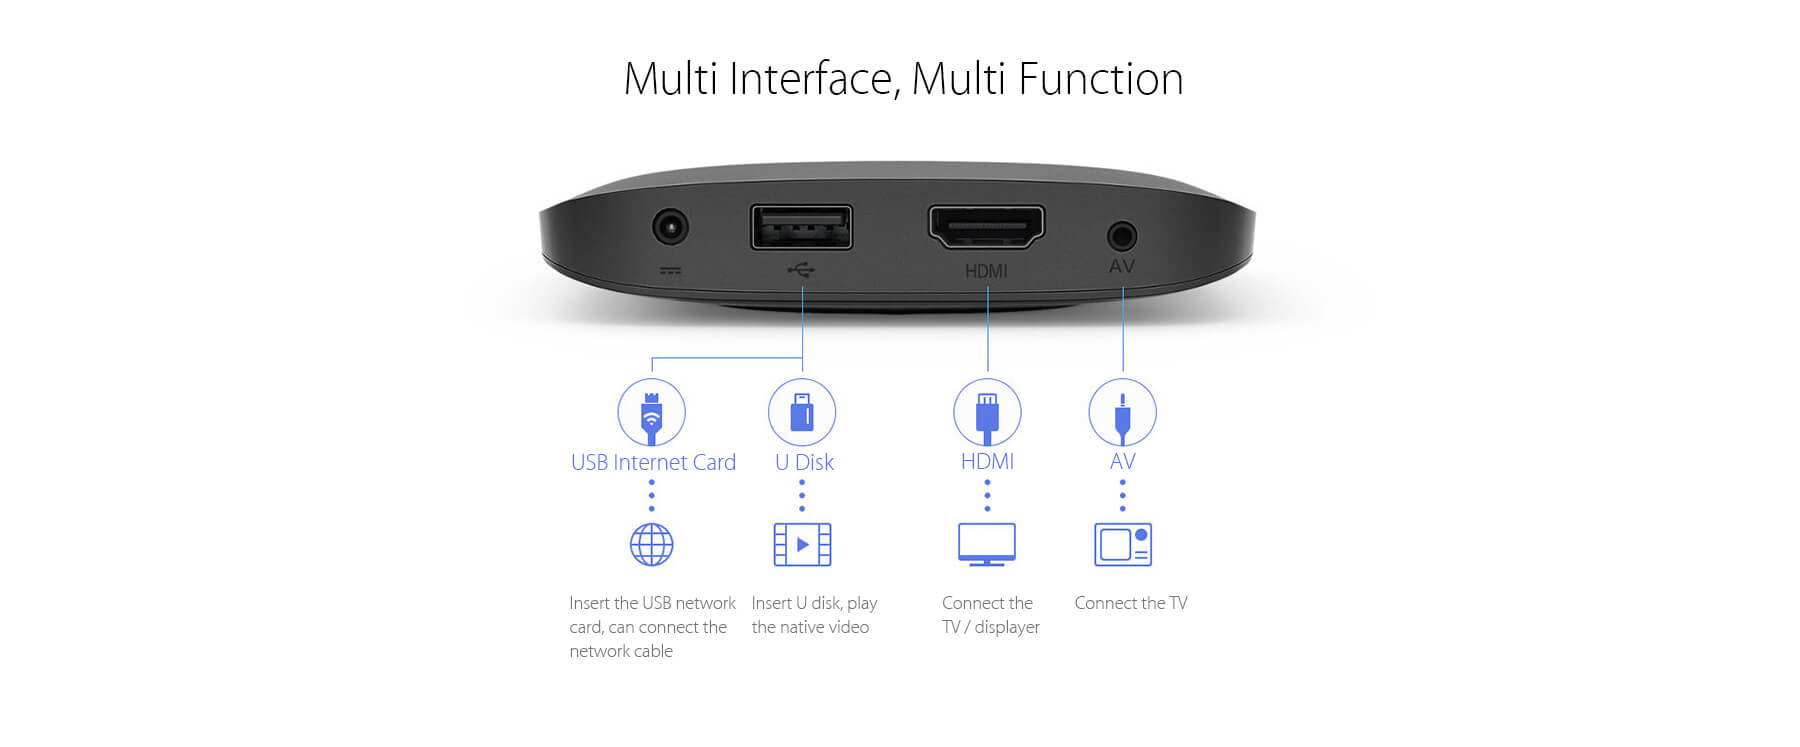 Multi Interface, Multi Function
HDMI
AV
USB Internet Card
U Disk
HDMI
AV
Insert the USB network
card, can connect the
network cable
Insert U disk, play
the native video
Connect the
TV / displayer
Connect the TV